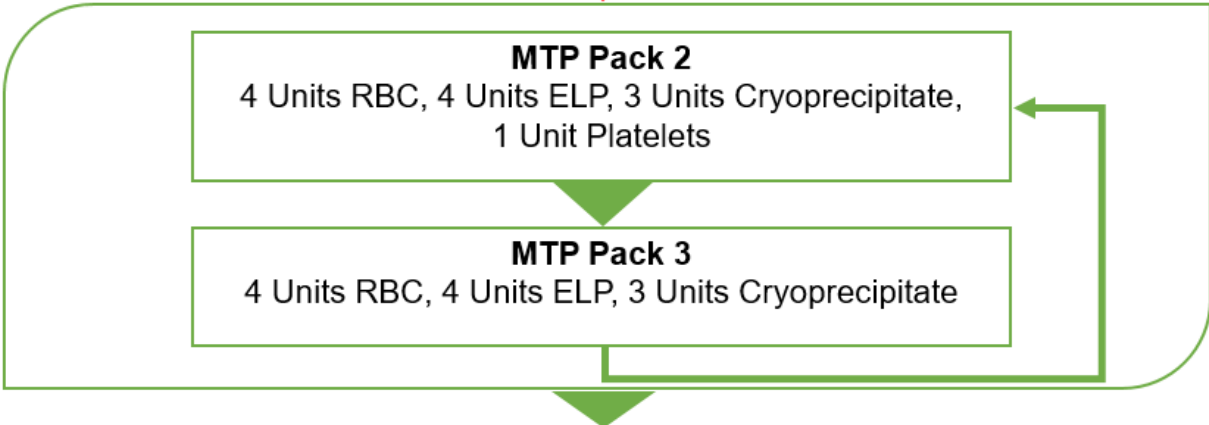 MTP Pack 2
4 Units RBC, 4 Units ELP, 3 Units Cryoprecipitate,
1 Unit Platelets
MTP Pack 3
4 Units RBC, 4 Units ELP, 3 Units Cryoprecipitate